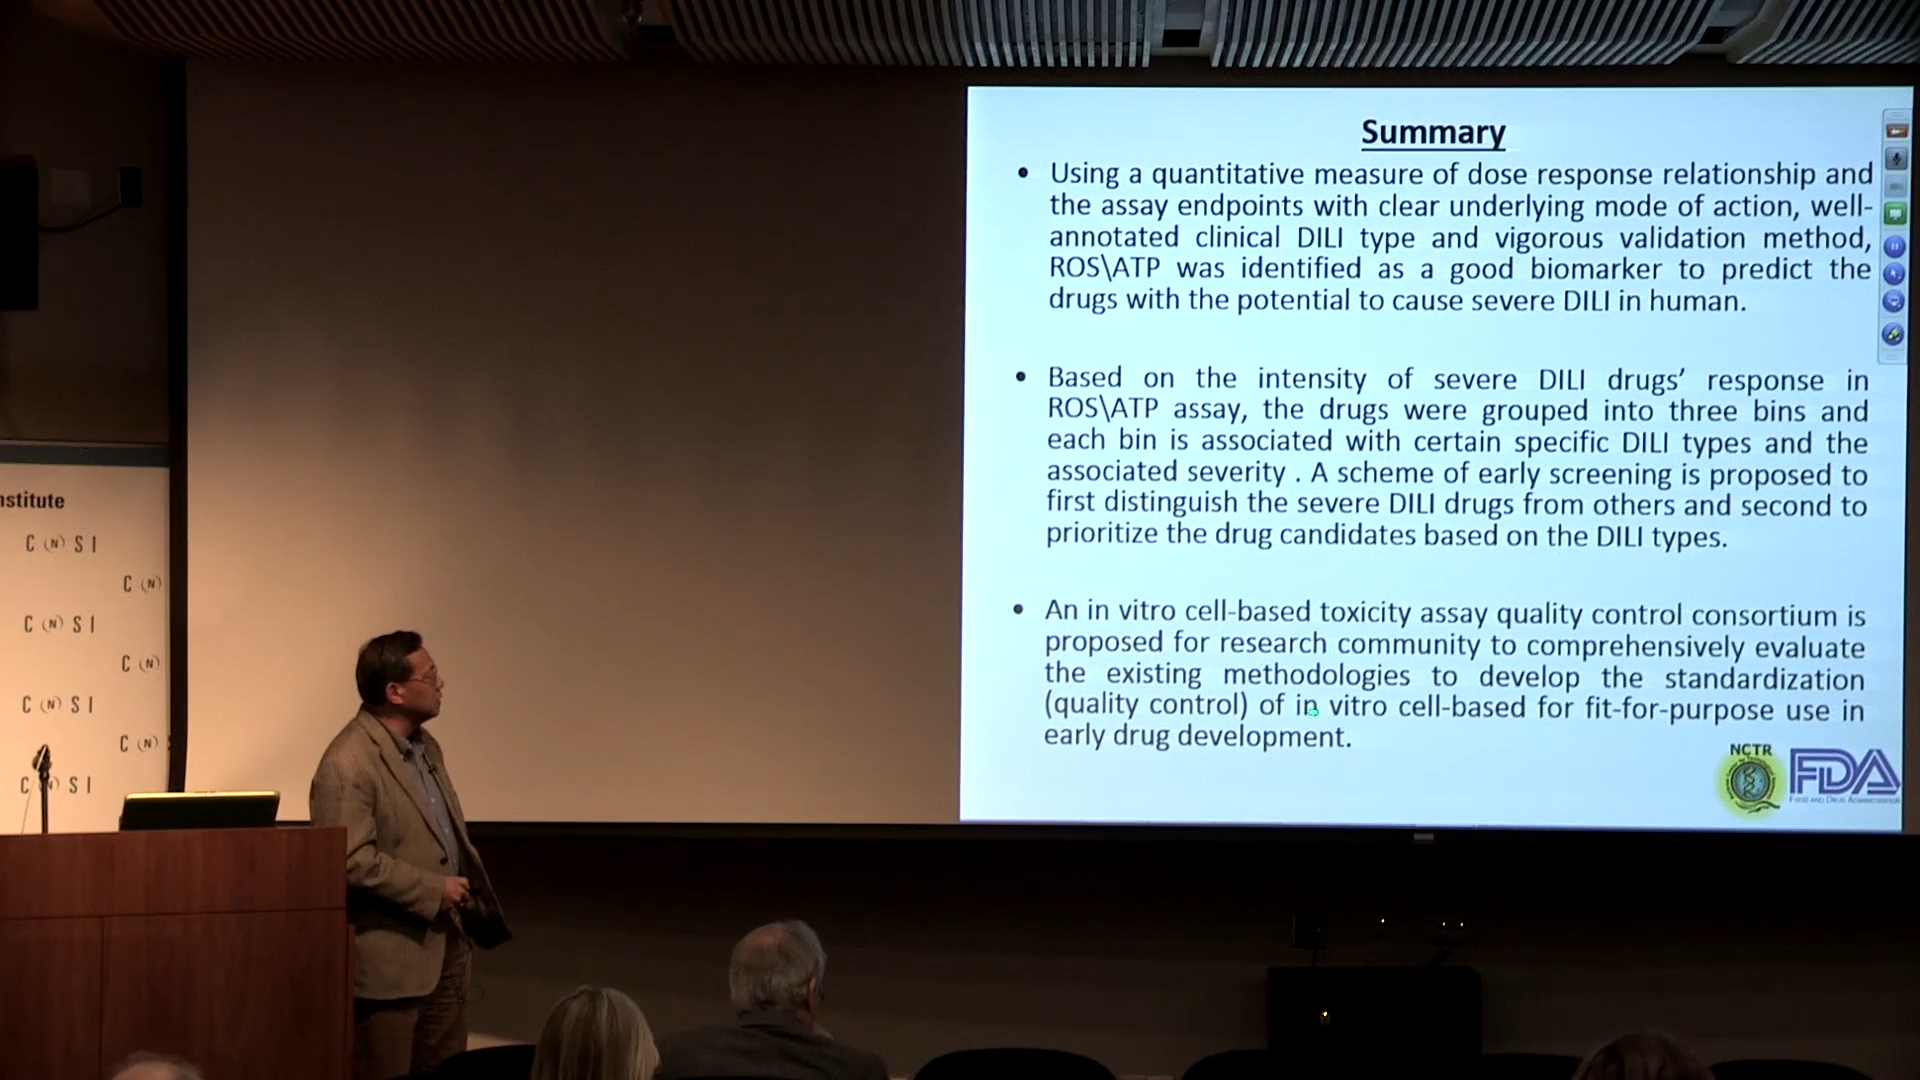 Summary
• Using a quantitative measure of dose response relationship and
the assay endpoints with clear underlying mode of action, well-
annotated clinical DILI type and vigorous validation method,
ROS\ATP was identified as a good biomarker to predict the
drugs with the potential to cause severe DILI in human.
• Based on the intensity of severe DILI drugs’ response in
ROS\ATP assay, the drugs were grouped into three bins and
each bin is associated with certain specific DILI types and the
associated severity . A scheme of early screening is proposed to
first distinguish the severe DILI drugs from others and second to
prioritize the drug candidates based on the DILI types.
• An in vitro cell-based toxicity assay quality control consortium is
proposed for research community to comprehensively evaluate
the existing methodologies to develop the standardization
(quality control) of in vitro cell-based for fit-for-purpose use in
early drug development.
NCTR
FDA
Food and Drug Administration
nstitute
C (N) S I
C (N)
C (N) S I
C (N)
C (N) S I
C (N)
C (N) S I